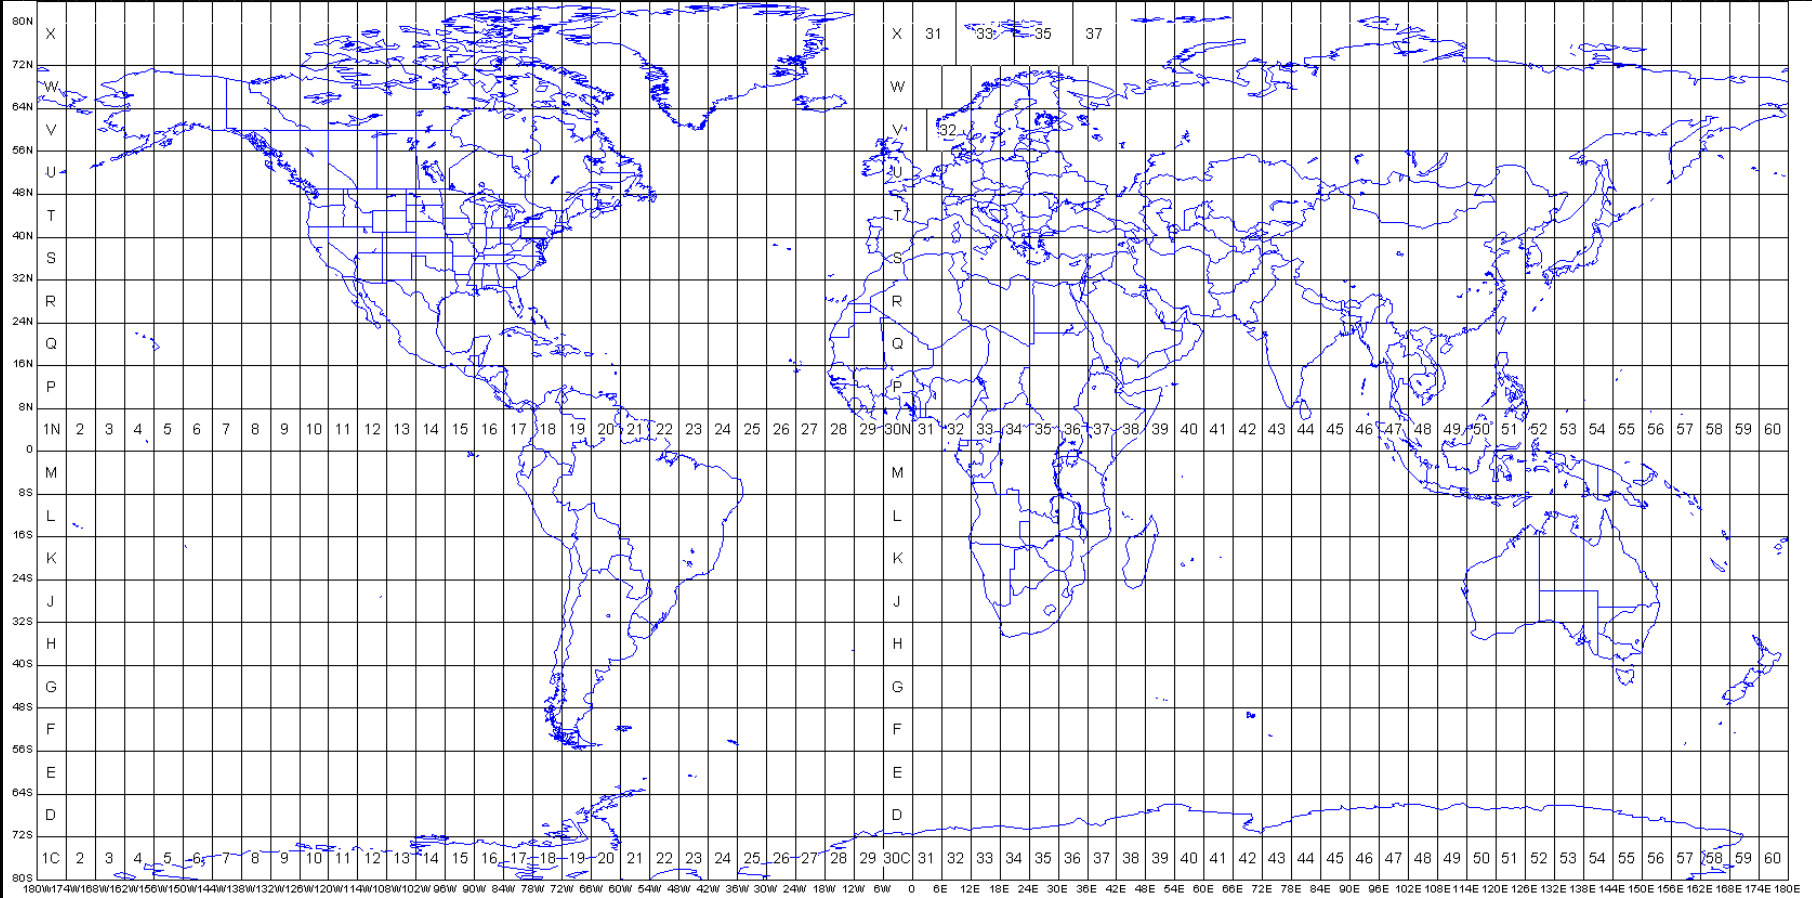 80N X X 31 33 35 37
72N
W W
64N
V V 32
56N
U U
48N
T T
40N
S S
32N
R R
24N
Q Q
16N
P P
8N
1N 2 3 4 5 6 7 8 9 10 11 12 13 14 15 16 17 18 19 20 21 22 23 24 25 26 27 28 29 30N 31 32 33 34 35 36 37 38 39 40 41 42 43 44 45 46 47 48 49 50 51 52 53 54 55 56 57 58 59 60
0
M M
8S
L L
16S
K K
24S
J J
32S
H H
40S
G G
48S
F F
56S
E E
64S
D D
72S
1C 2 3 4 5 6 7 8 9 10 11 12 13 14 15 16 17 18 19 20 21 22 23 24 25 26 27 28 29 30C 31 32 33 34 35 36 37 38 39 40 41 42 43 44 45 46 47 48 49 50 51 52 53 54 55 56 57 58 59 60
80S
180W 174W 168W 162W 156W 150W 144W 138W 132W 126W 120W 114W 108W 102W 96W 90W 84W 78W 72W 66W 60W 54W 48W 42W 36W 30W 24W 18W 12W 6W 0 6E 12E 18E 24E 30E 36E 42E 48E 54E 60E 66E 72E 78E 84E 90E 96E 102E 108E 114E 120E 126E 132E 138E 144E 150E 156E 162E 168E 174E 180E